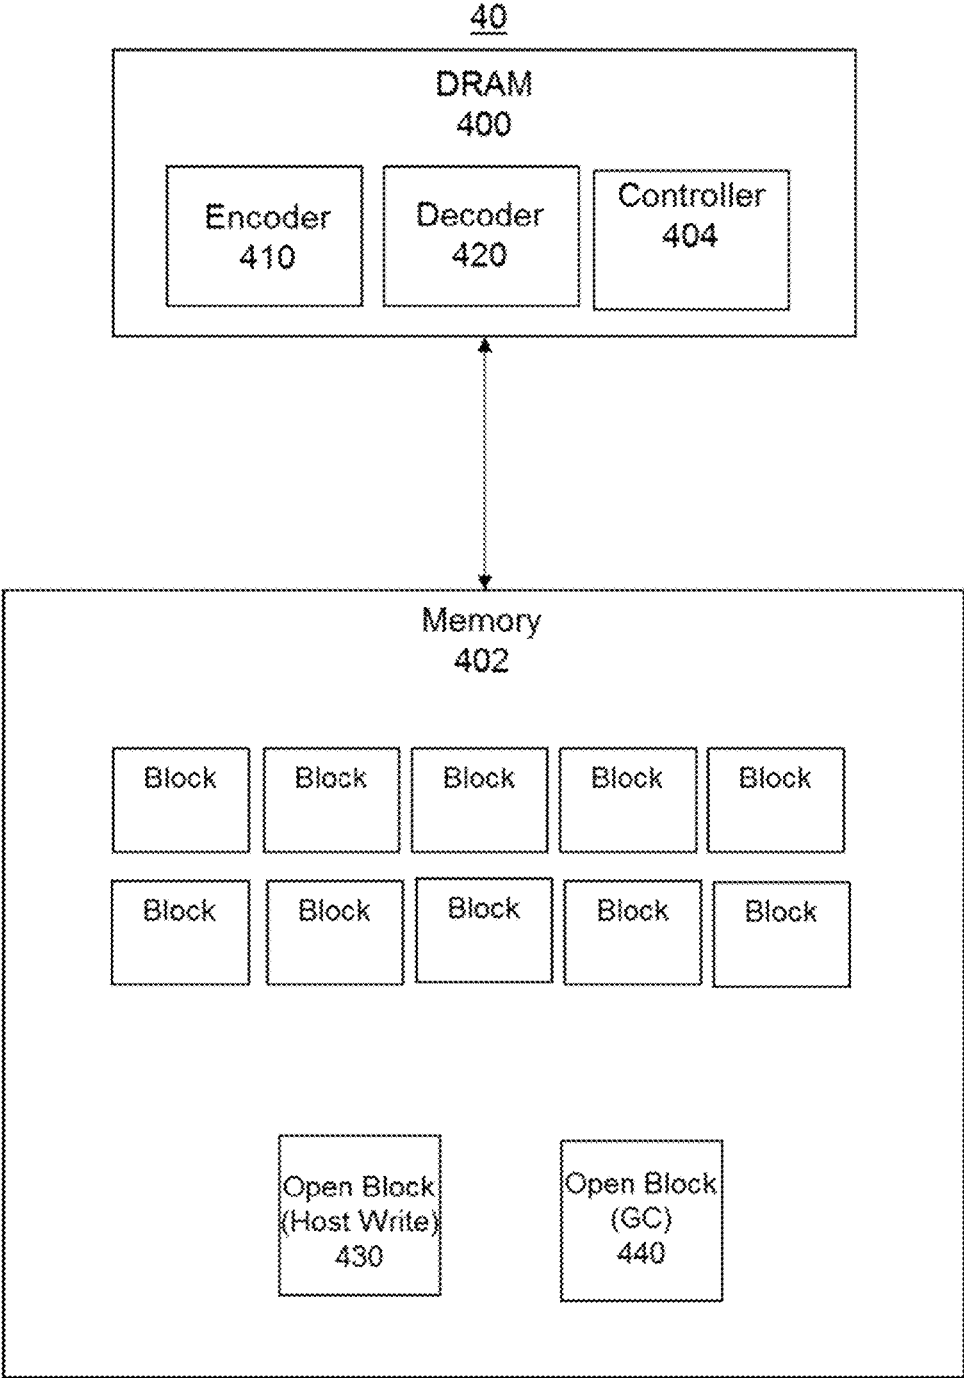 40
DRAM
400
Encoder
410
Decoder
420
Controller
404
Memory
402
Block
Block
Block
Block
Block
Block
Block
Block
Block
Block
Open Block
(Host Write)
430
Open Block
(GC)
440